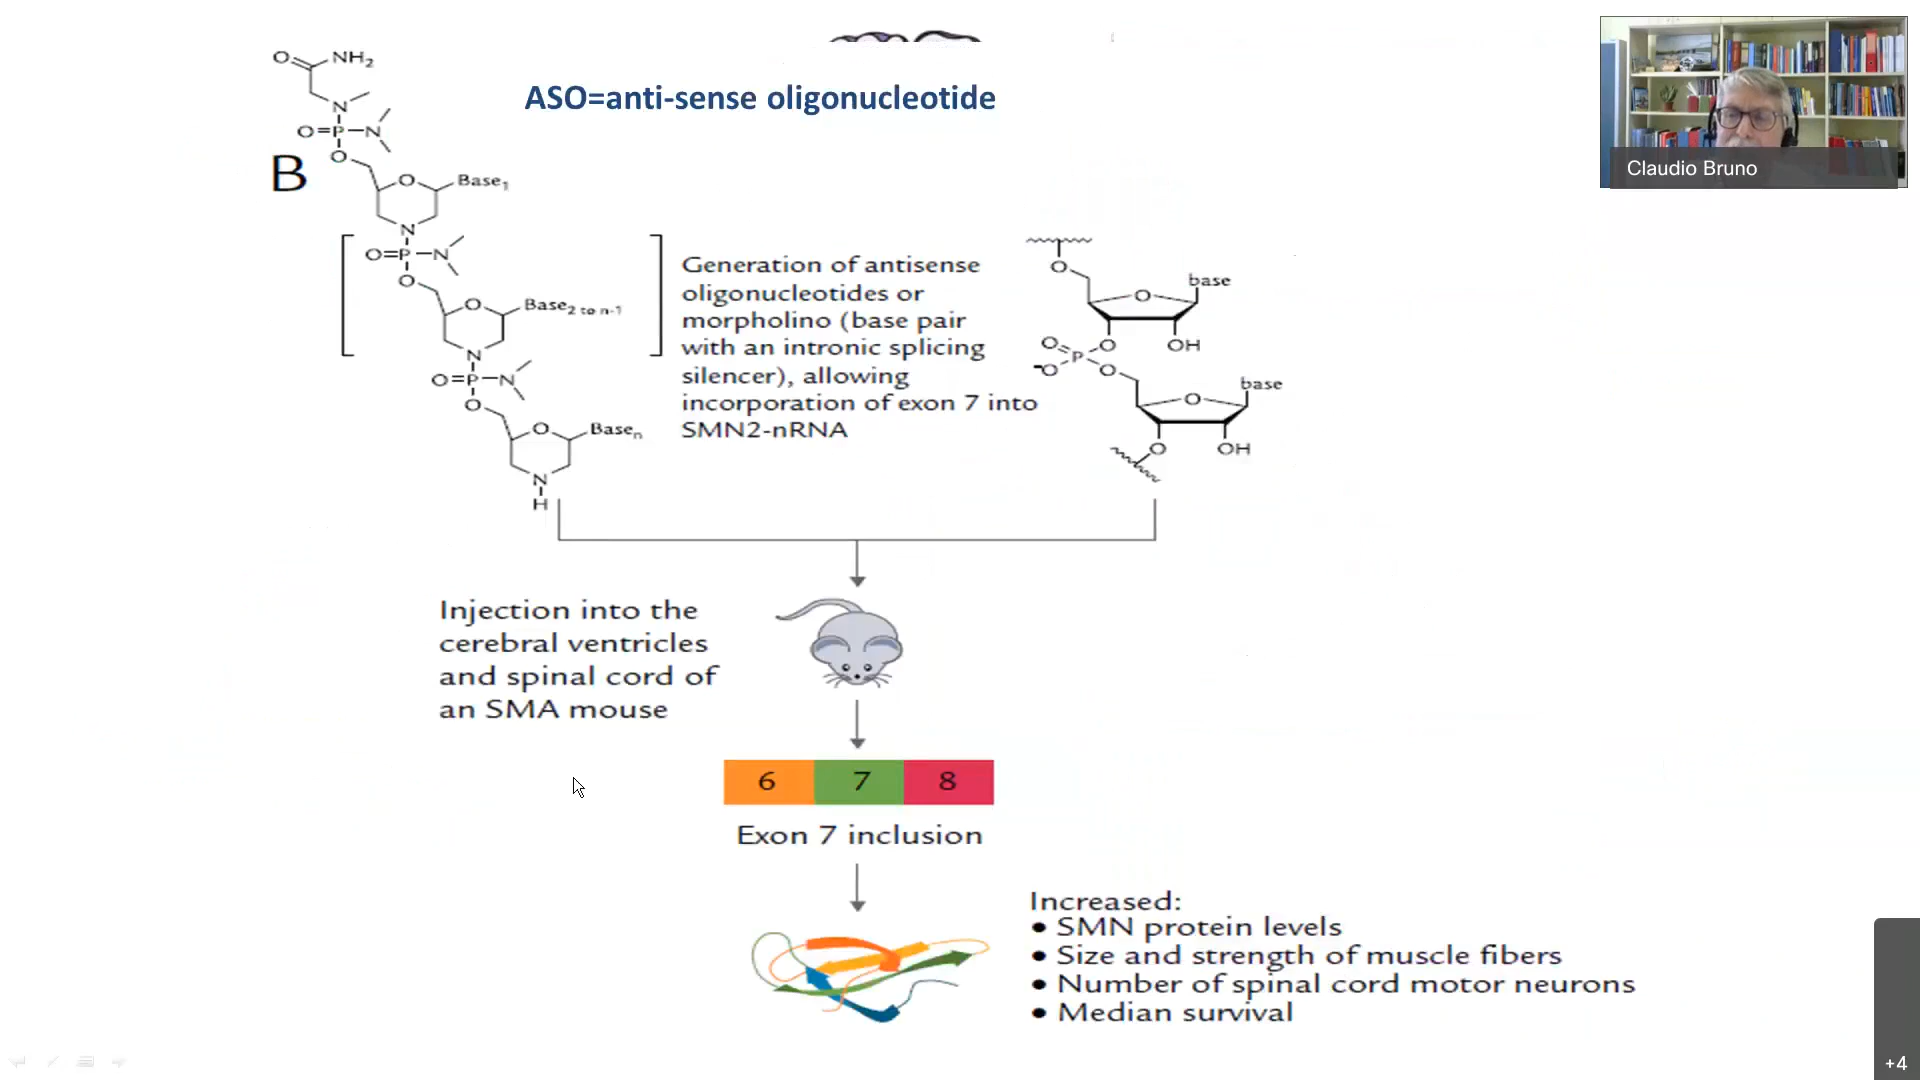 ASO=anti-sense oligonucleotide
Claudio Bruno
B
O
NH2
N
O=P-N
O
O
Base1
N
O=P-N
O
O
Base2 to n-1
N
O=P-N
O
O
Basen
N
H
Generation of antisense
oligonucleotides or
morpholino (base pair
with an intronic splicing
silencer), allowing
incorporation of exon 7 into
SMN2-nRNA
O
base
O
O
O
OH
P
-O
O
base
O
O
OH
Injection into the
cerebral ventricles
and spinal cord of
an SMA mouse
6 7 8
Exon 7 inclusion
Increased:
• SMN protein levels
• Size and strength of muscle fibers
• Number of spinal cord motor neurons
• Median survival
+4